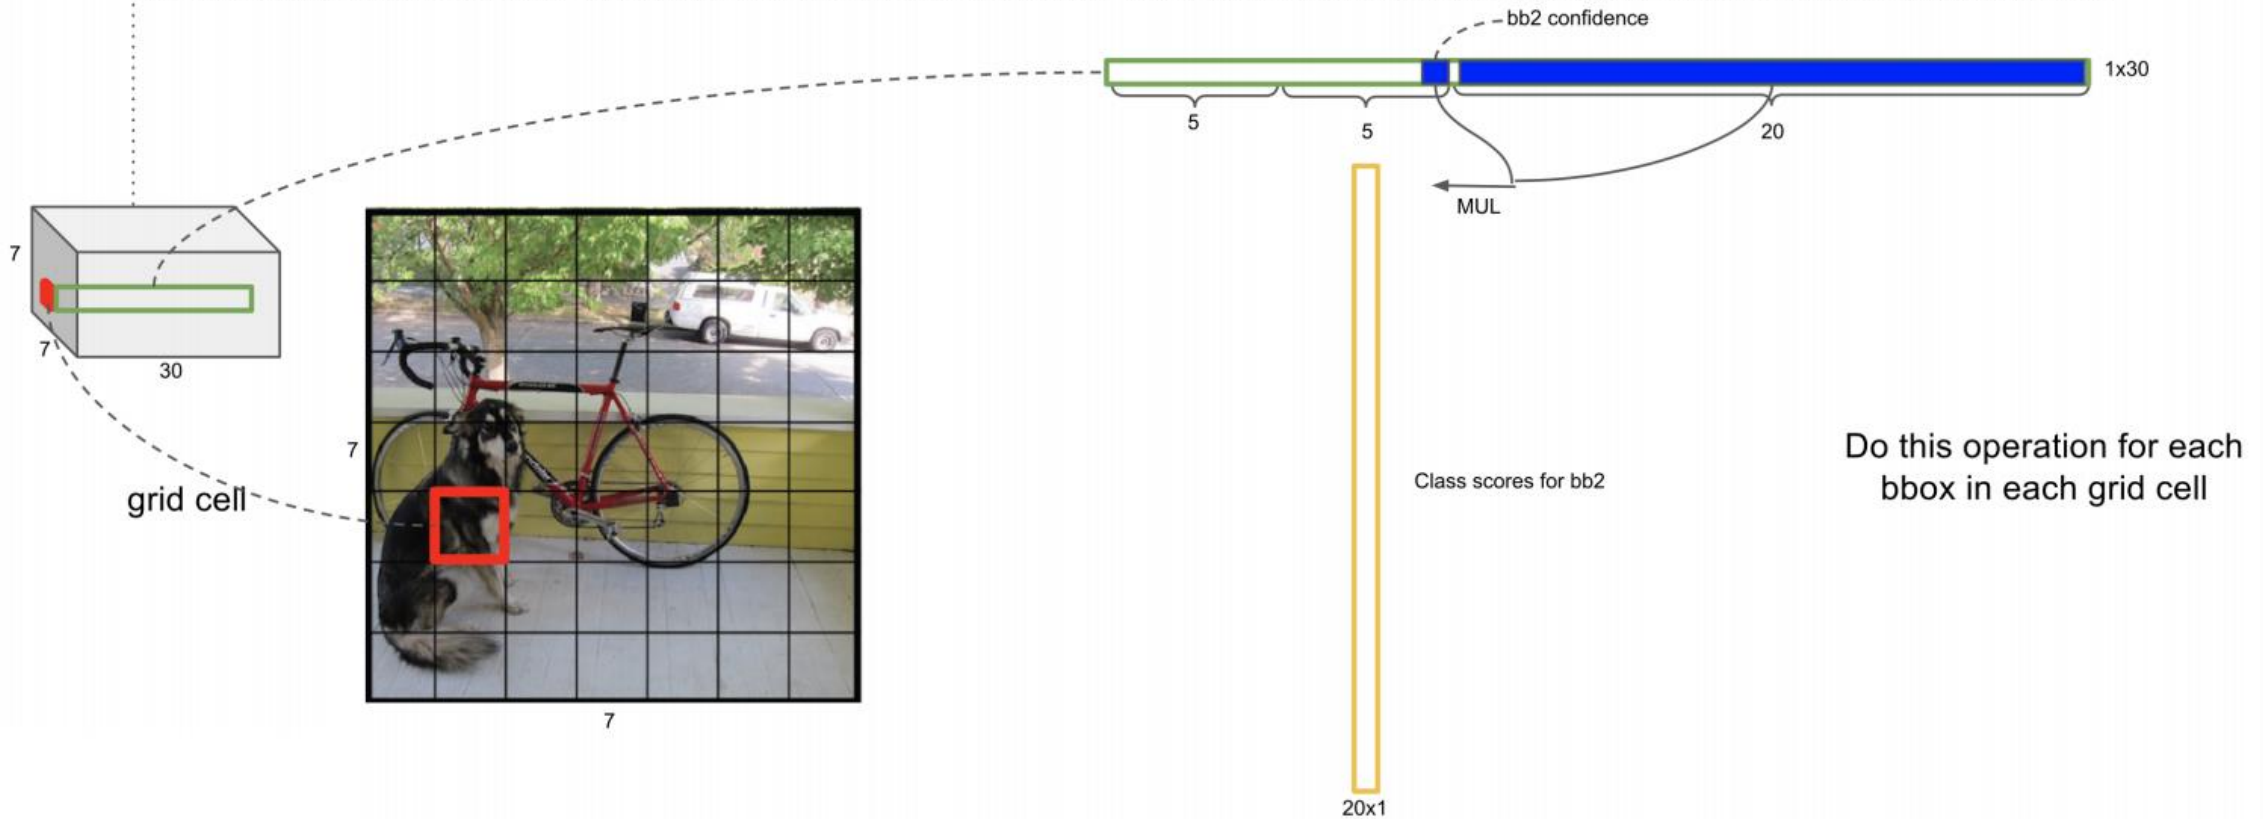 bb2 confidence
1x30
5
5
20
MUL
7
7
30
grid cell
7
7
Class scores for bb2
Do this operation for each
bbox in each grid cell
20x1